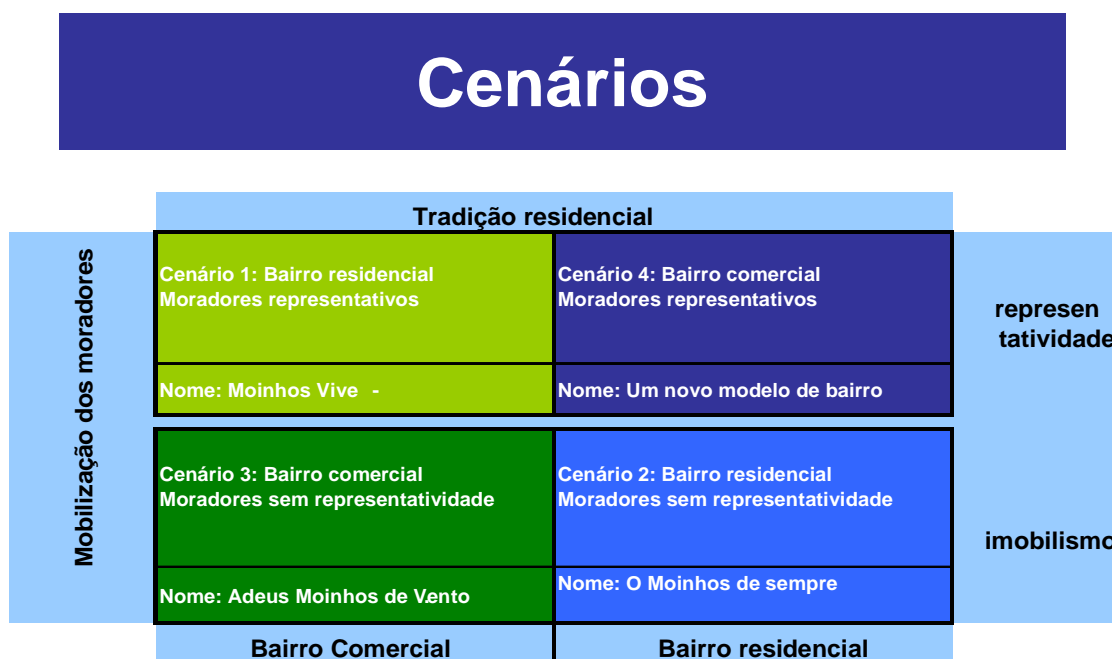 Cenários
Tradição residencial
Mobilização dos moradores
Cenário 1: Bairro residencial
Moradores representativos
Nome: Moinhos Vive -
Cenário 4: Bairro comercial
Moradores representativos
Nome: Um novo modelo de bairro
represen
tatividade
Cenário 3: Bairro comercial
Moradores sem representatividade
Nome: Adeus Moinhos de Vento
Cenário 2: Bairro residencial
Moradores sem representatividade
Nome: O Moinhos de sempre
imobilismo
Bairro Comercial
Bairro residencial